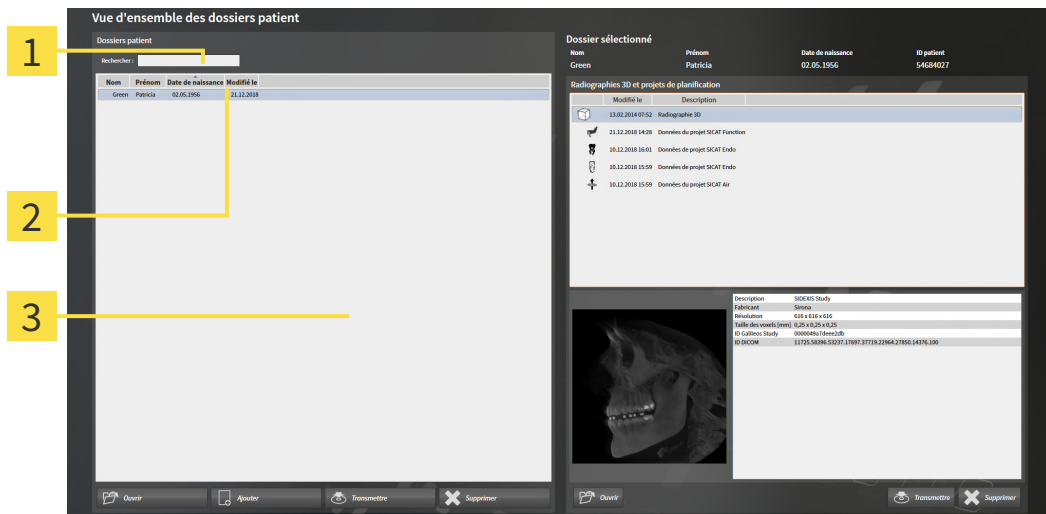 Vue d'ensemble des dossiers patient
1
2
3
Dossiers patient
Rechercher:
Nom Prénom Date de naissance Modifié le
Green Patricia 02.05.1956 21.12.2018
Ouvrir Ajouter Transmettre Supprimer
Dossier sélectionné
Nom Prénom Date de naissance ID patient
Green Patricia 02.05.1956 54684027
Radiographies 3D et projets de planification
Modifié le Description
13.02.2014 07:52 Radiographie 3D
21.12.2018 14:28 Données du projet SICAT Function
10.12.2018 16:01 Données de projet SICAT Endo
10.12.2018 15:59 Données de projet SICAT Endo
10.12.2018 15:59 Données du projet SICAT Air
Description SIDEXIS Study
Fabricant Sirona
Résolution 616 x 616 x 616
Taille des voxels [mm] 0,25 x 0,25 x 0,25
ID Galileos Study 0000049a7deee2db
ID DICOM 11725.58396.53237.17697.37719.22964.27850.14376.100
Ouvrir Transmettre Supprimer